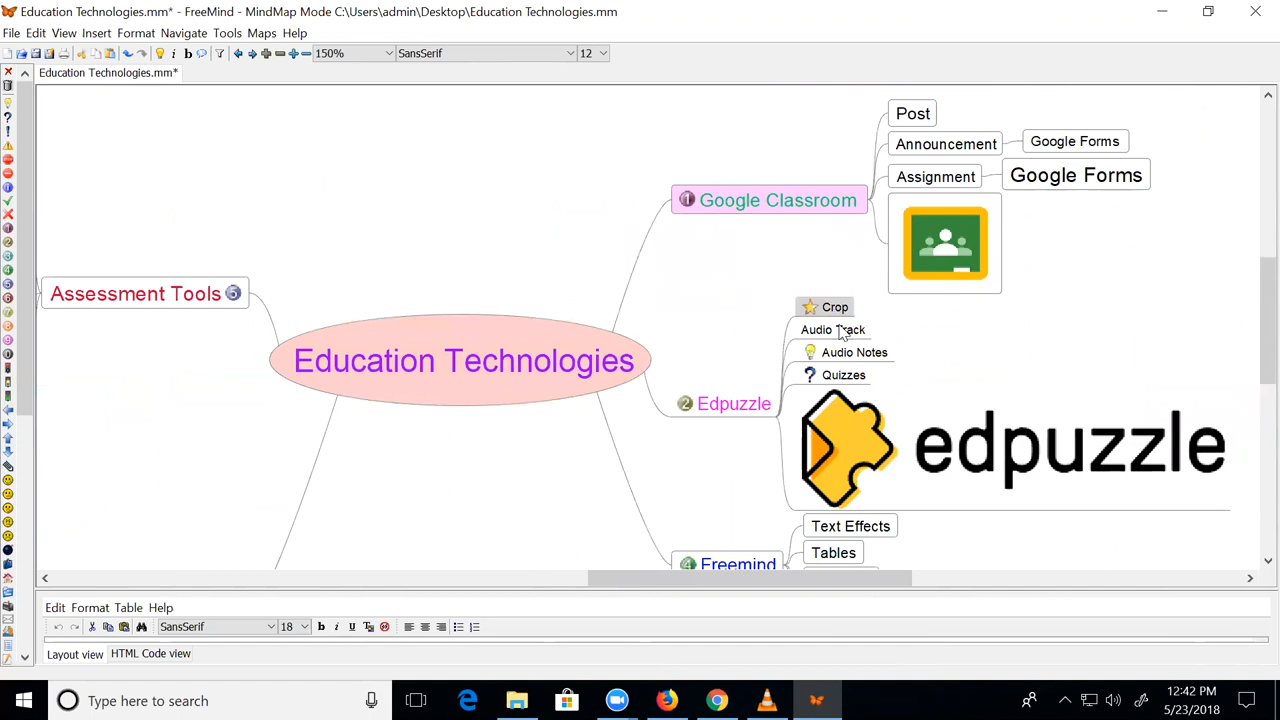 Education Technologies.mm* - FreeMind - MindMap Mode C:\Users\admin\Desktop\Education Technologies.mm
File Edit View Insert Format Navigate Tools Maps Help
150% SansSerif 12
Education Technologies.mm*
Post
Announcement
Google Forms
Assignment
Google Forms
Google Classroom
Assessment Tools
Education Technologies
Crop
Audio Track
Audio Notes
Quizzes
Edpuzzle
edpuzzle
Text Effects
Tables
Freemind
Edit Format Table Help
SansSerif 18
Layout view HTML Code view
Type here to search
12:42 PM
5/23/2018